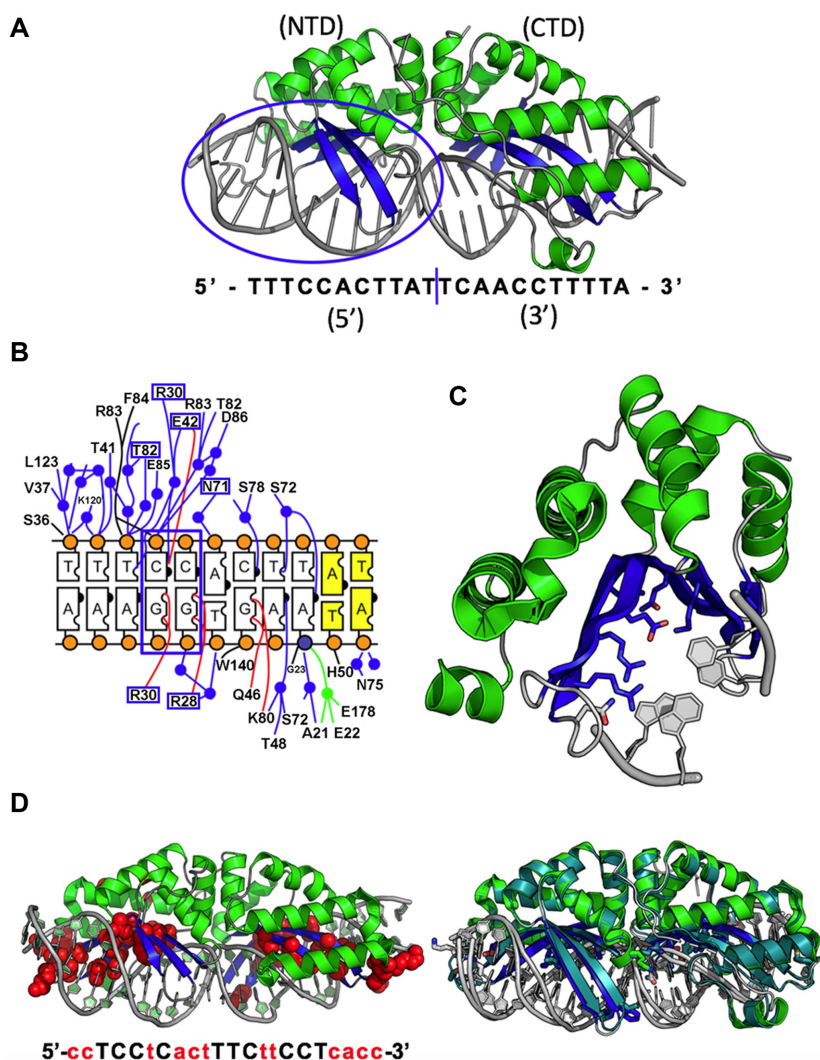 A
(NTD)
(CTD)
5’ - TTTCCACTTATTCAACCTTTTA - 3’
(5’)
(3’)
B
R30
F84
R83
T82
R83
E42
D86
T41
T82
E85
L123
V37
K120
N71
S78
S72
S36
T T T C C A C T T A T
A A A G G T G A A T A
W140
G23
H50
N75
R30
R28
Q46
K80
S72
E178
T48
A21
E22
C
D
5’-ccTCCtCactTTCttCCTcacc-3’